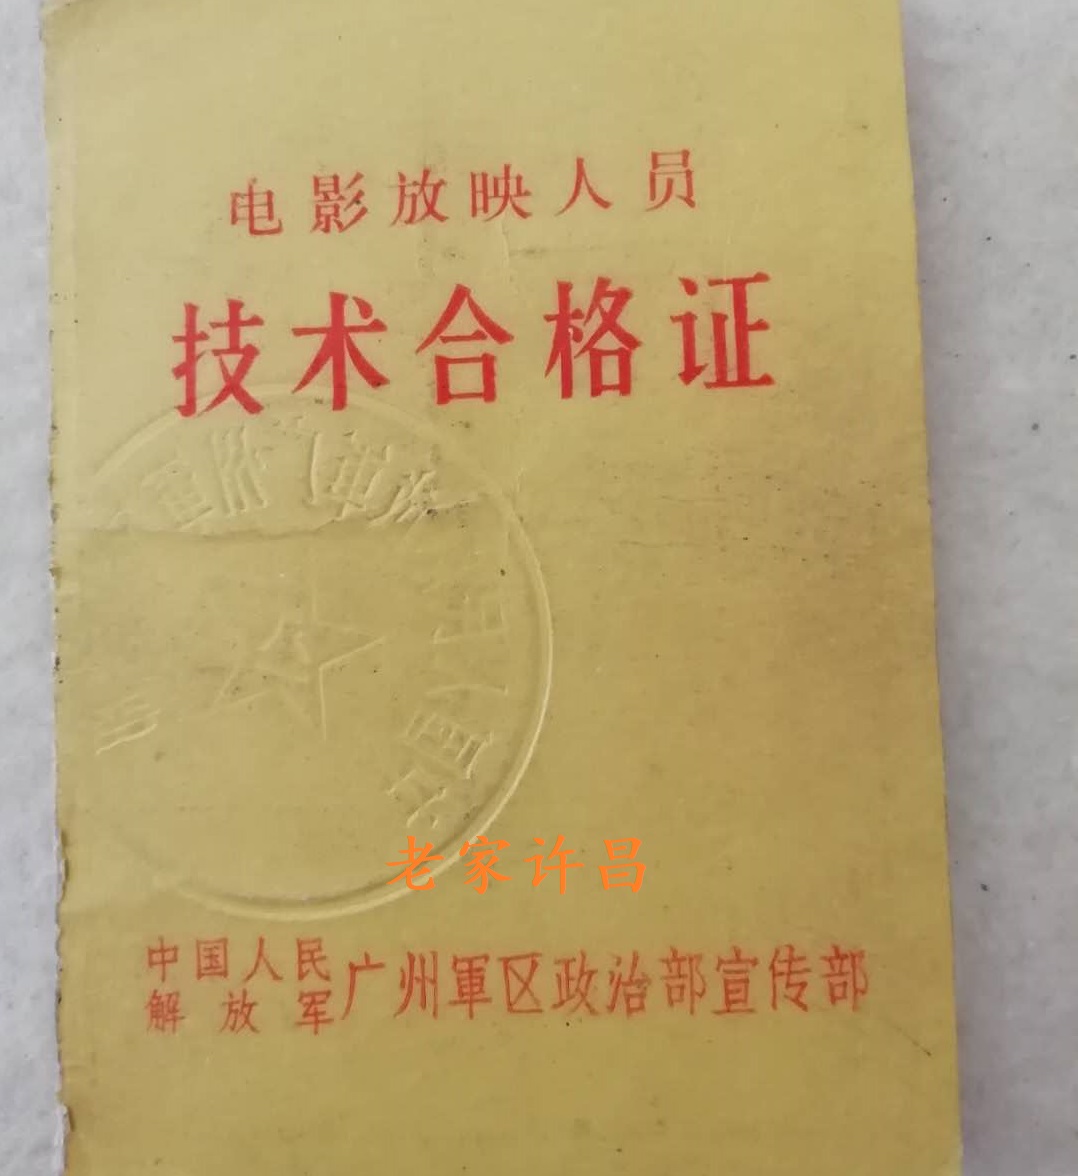 电影放映人员
技术合格证
老家许昌
中国人民
解放军
广州軍区政治部宣传部